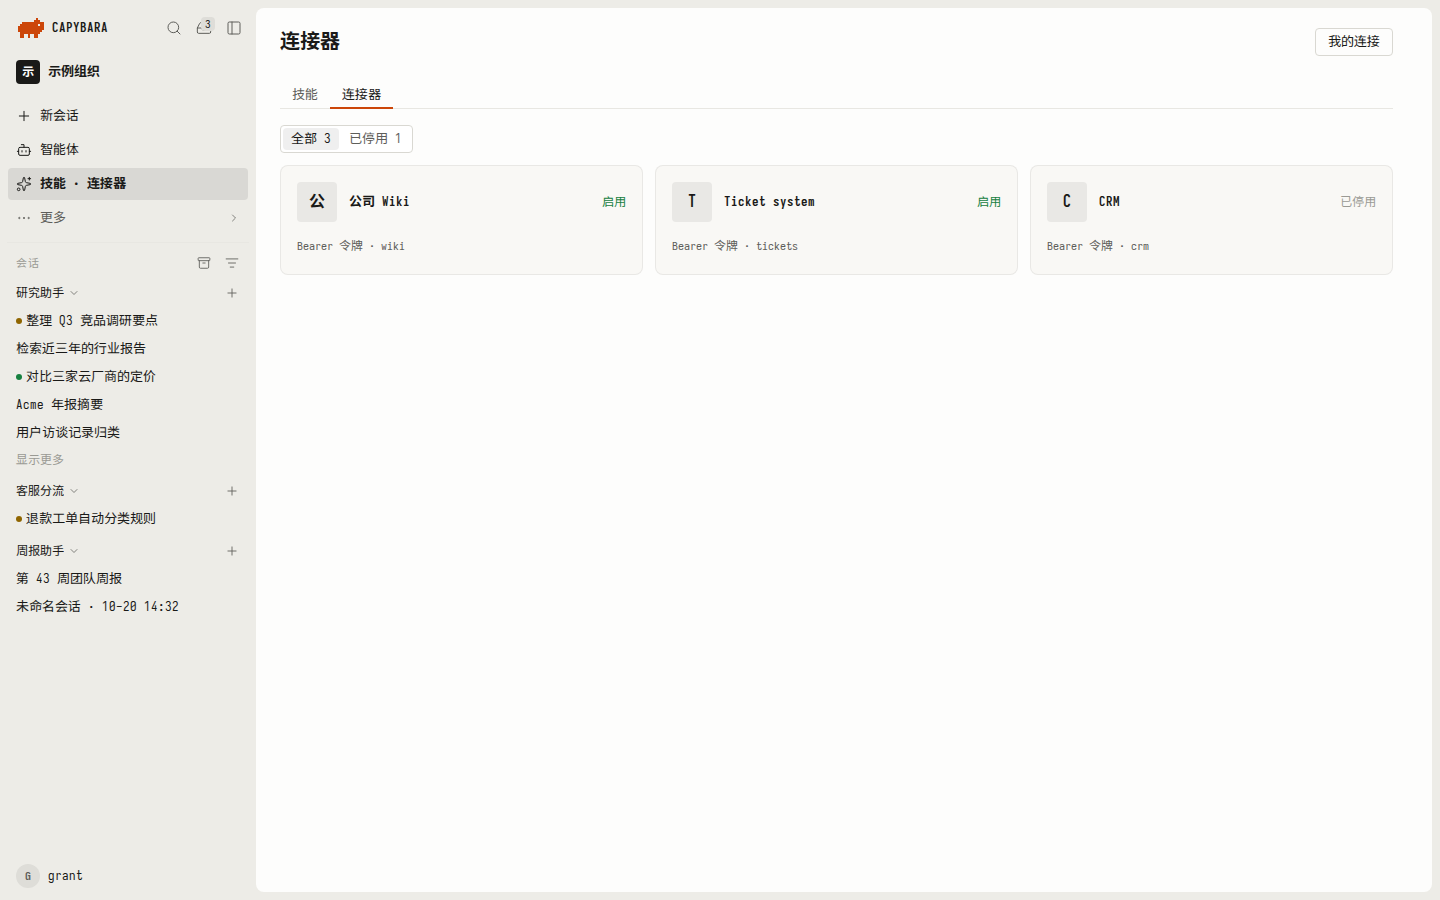 CAPYBARA
3
示 示例组织
新会话
智能体
技能 · 连接器
更多
会话
研究助手
整理 Q3 竞品调研要点
检索近三年的行业报告
对比三家云厂商的定价
Acme 年报摘要
用户访谈记录归类
显示更多
客服分流
退款工单自动分类规则
周报助手
第 43 周团队周报
未命名会话 · 10-20 14:32
G grant
连接器
我的连接
技能 连接器
全部 3 已停用 1
公 公司 Wiki 启用
Bearer 令牌 · wiki
T Ticket system 启用
Bearer 令牌 · tickets
C CRM 已停用
Bearer 令牌 · crm